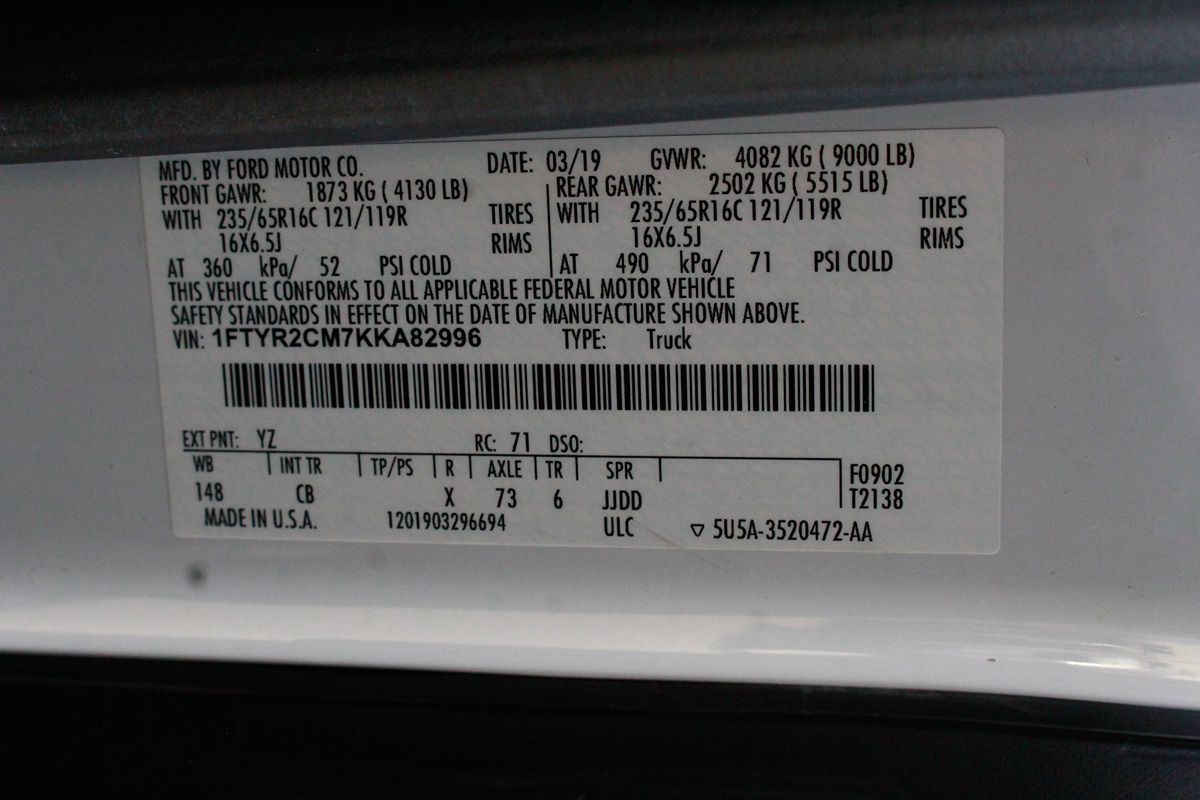 MFD. BY FORD MOTOR CO. DATE: 03/19 GVWR: 4082 KG ( 9000 LB)
FRONT GAWR: 1873 KG ( 4130 LB) REAR GAWR: 2502 KG ( 5515 LB)
WITH 235/65R16C 121/119R TIRES WITH 235/65R16C 121/119R TIRES
16X6.5J RIMS 16X6.5J RIMS
AT 360 kPa/ 52 PSI COLD AT 490 kPa/ 71 PSI COLD
THIS VEHICLE CONFORMS TO ALL APPLICABLE FEDERAL MOTOR VEHICLE
SAFETY STANDARDS IN EFFECT ON THE DATE OF MANUFACTURE SHOWN ABOVE.
VIN: 1FTYR2CM7KKA82996 TYPE: Truck
EXT PNT: YZ RC: 71 DSO:
WB INT TR TP/PS R AXLE TR SPR F0902
148 CB X 73 6 JJDD T2138
MADE IN U.S.A. 1201903296694 ULC ▽ 5U5A-3520472-AA